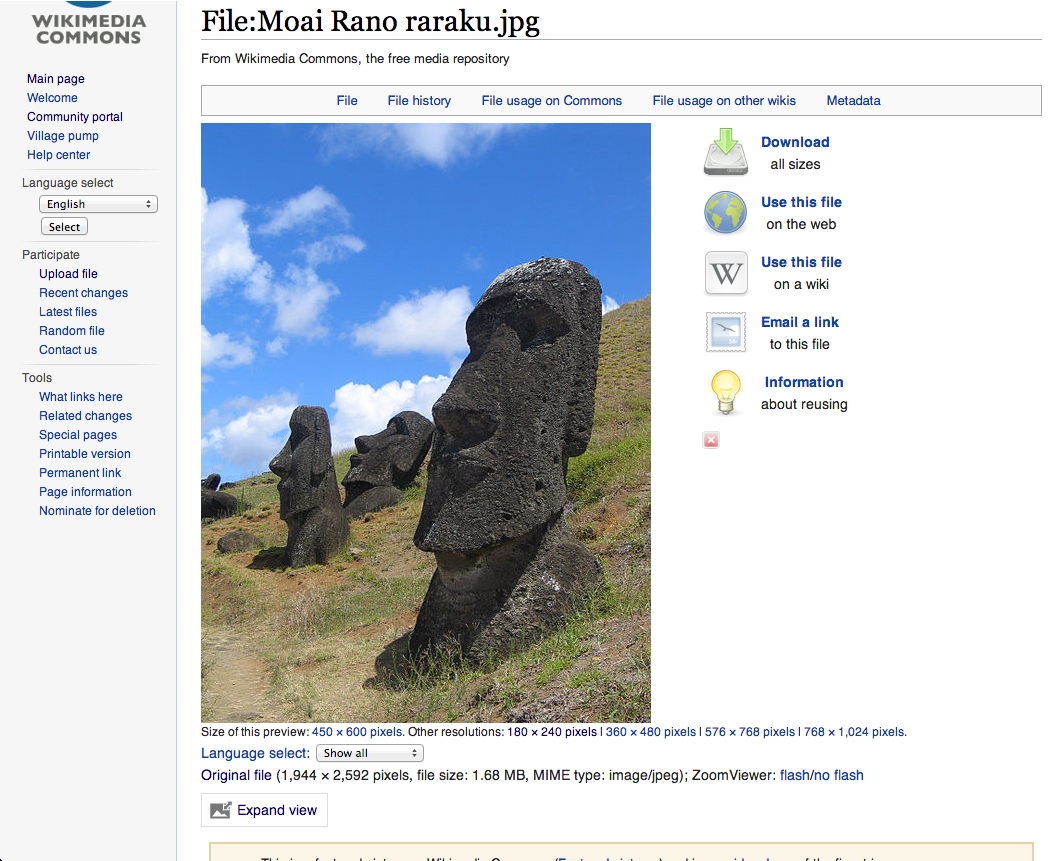 WIKIMEDIA
COMMONS
Main page
Welcome
Community portal
Village pump
Help center
Language select
English
Select
Participate
Upload file
Recent changes
Latest files
Random file
Contact us
Tools
What links here
Related changes
Special pages
Printable version
Permanent link
Page information
Nominate for deletion
File:Moai Rano raraku.jpg
From Wikimedia Commons, the free media repository
File File history File usage on Commons File usage on other wikis Metadata
Download
all sizes
Use this file
on the web
W
Use this file
on a wiki
Email a link
to this file
Information
about reusing
Size of this preview: 450 × 600 pixels. Other resolutions: 180 × 240 pixels | 360 × 480 pixels | 576 × 768 pixels | 768 × 1,024 pixels.
Language select: Show all
Original file (1,944 × 2,592 pixels, file size: 1.68 MB, MIME type: image/jpeg); ZoomViewer: flash/no flash
Expand view